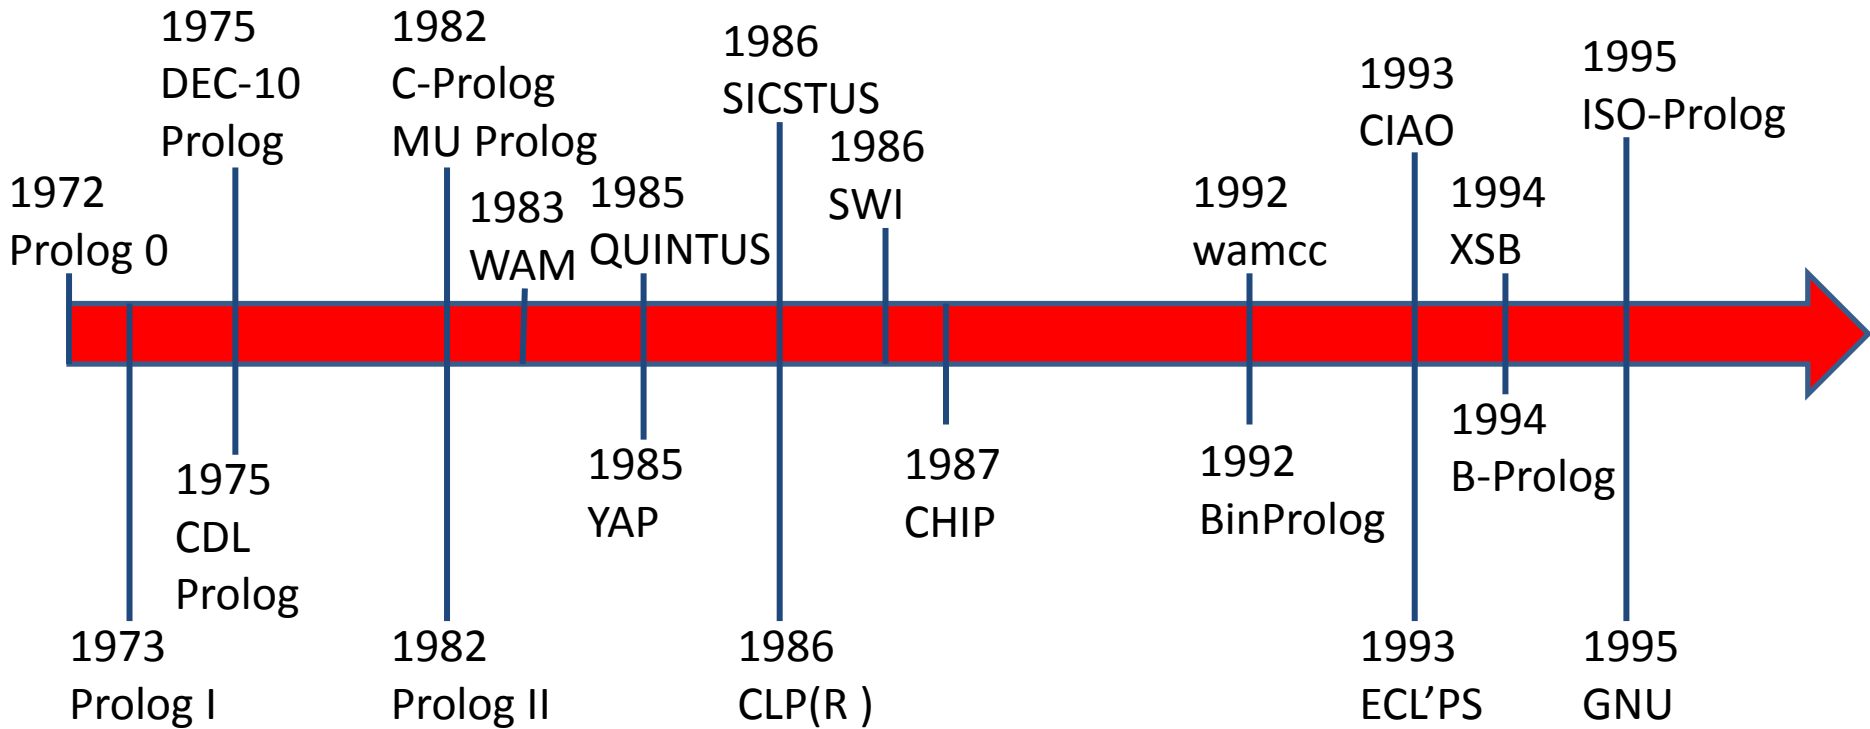 1972
Prolog 0
1975
DEC-10
Prolog
1982
C-Prolog
MU Prolog
1983
WAM
1985
QUINTUS
1986
SICSTUS
1986
SWI
1992
wamcc
1993
CIAO
1994
XSB
1995
ISO-Prolog
1973
Prolog I
1975
CDL
Prolog
1982
Prolog II
1985
YAP
1986
CLP(R )
1987
CHIP
1992
BinProlog
1993
ECL’PS
1994
B-Prolog
1995
GNU